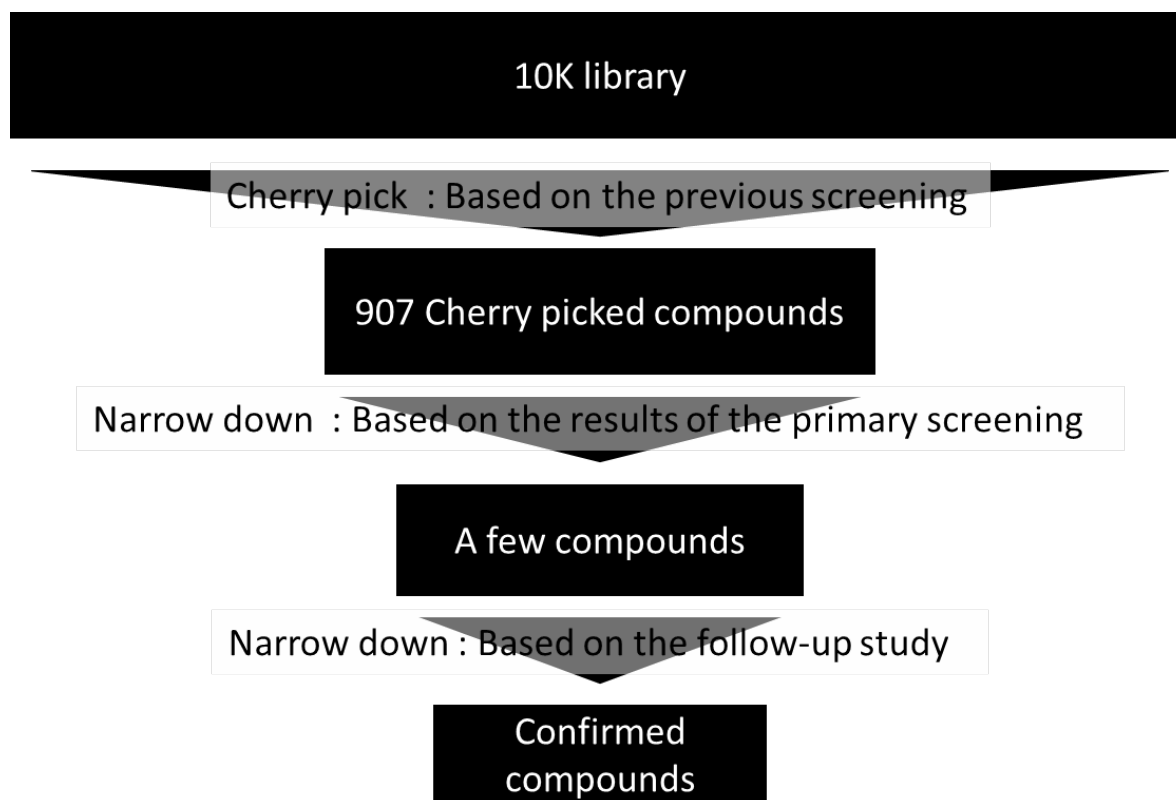 10K library
Cherry pick : Based on the previous screening
907 Cherry picked compounds
Narrow down : Based on the results of the primary screening
A few compounds
Narrow down : Based on the follow-up study
Confirmed
compounds